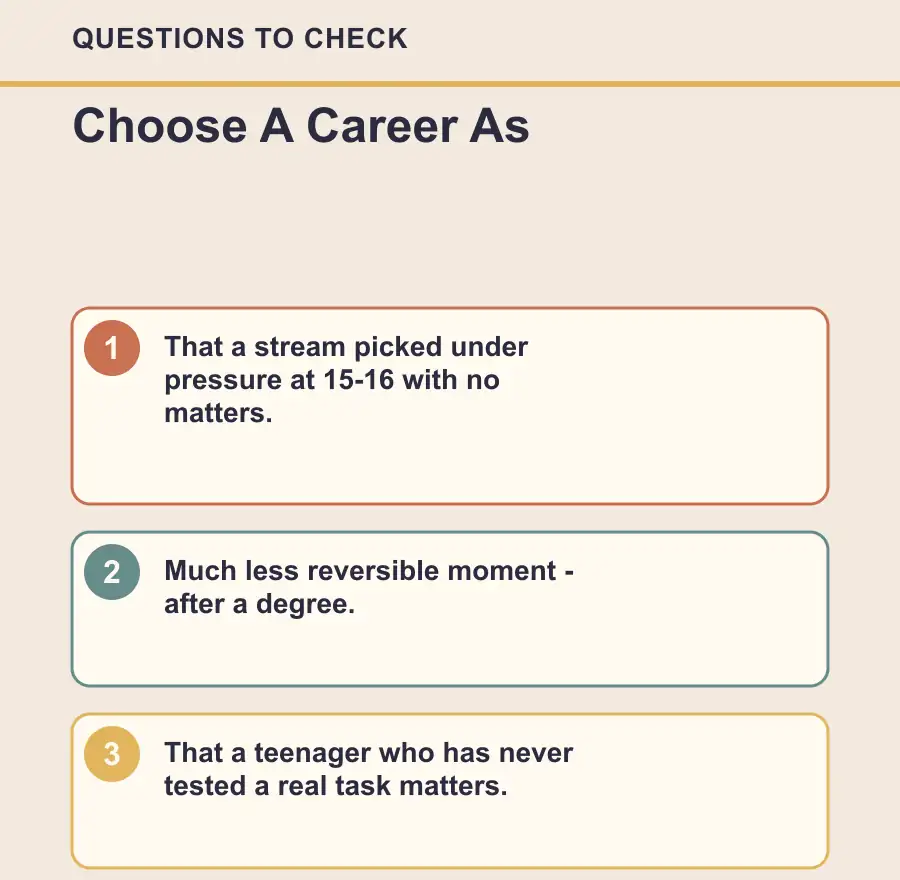 QUESTIONS TO CHECK
Choose A Career As
1
That a stream picked under
pressure at 15-16 with no
matters.
2
Much less reversible moment -
after a degree.
3
That a teenager who has never
tested a real task matters.